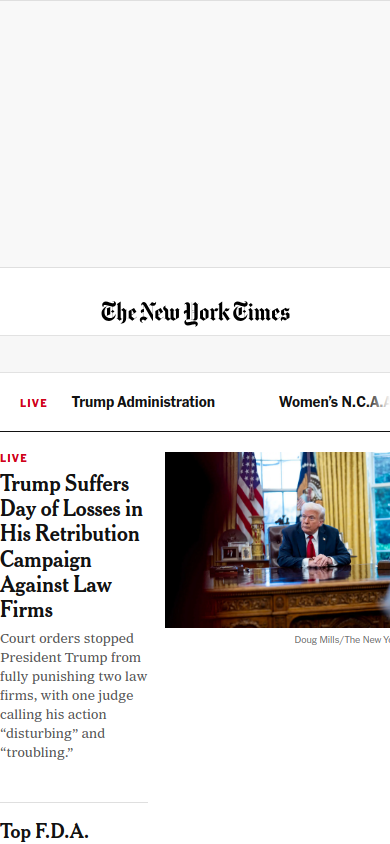 The New York Times
LIVE Trump Administration Women's N.C.A.A
LIVE
Trump Suffers
Day of Losses in
His Retribution
Campaign
Against Law
Firms
Court orders stopped
President Trump from
fully punishing two law
firms, with one judge
calling his action
“disturbing” and
“troubling.”
Doug Mills/The New Yo
Top F.D.A.